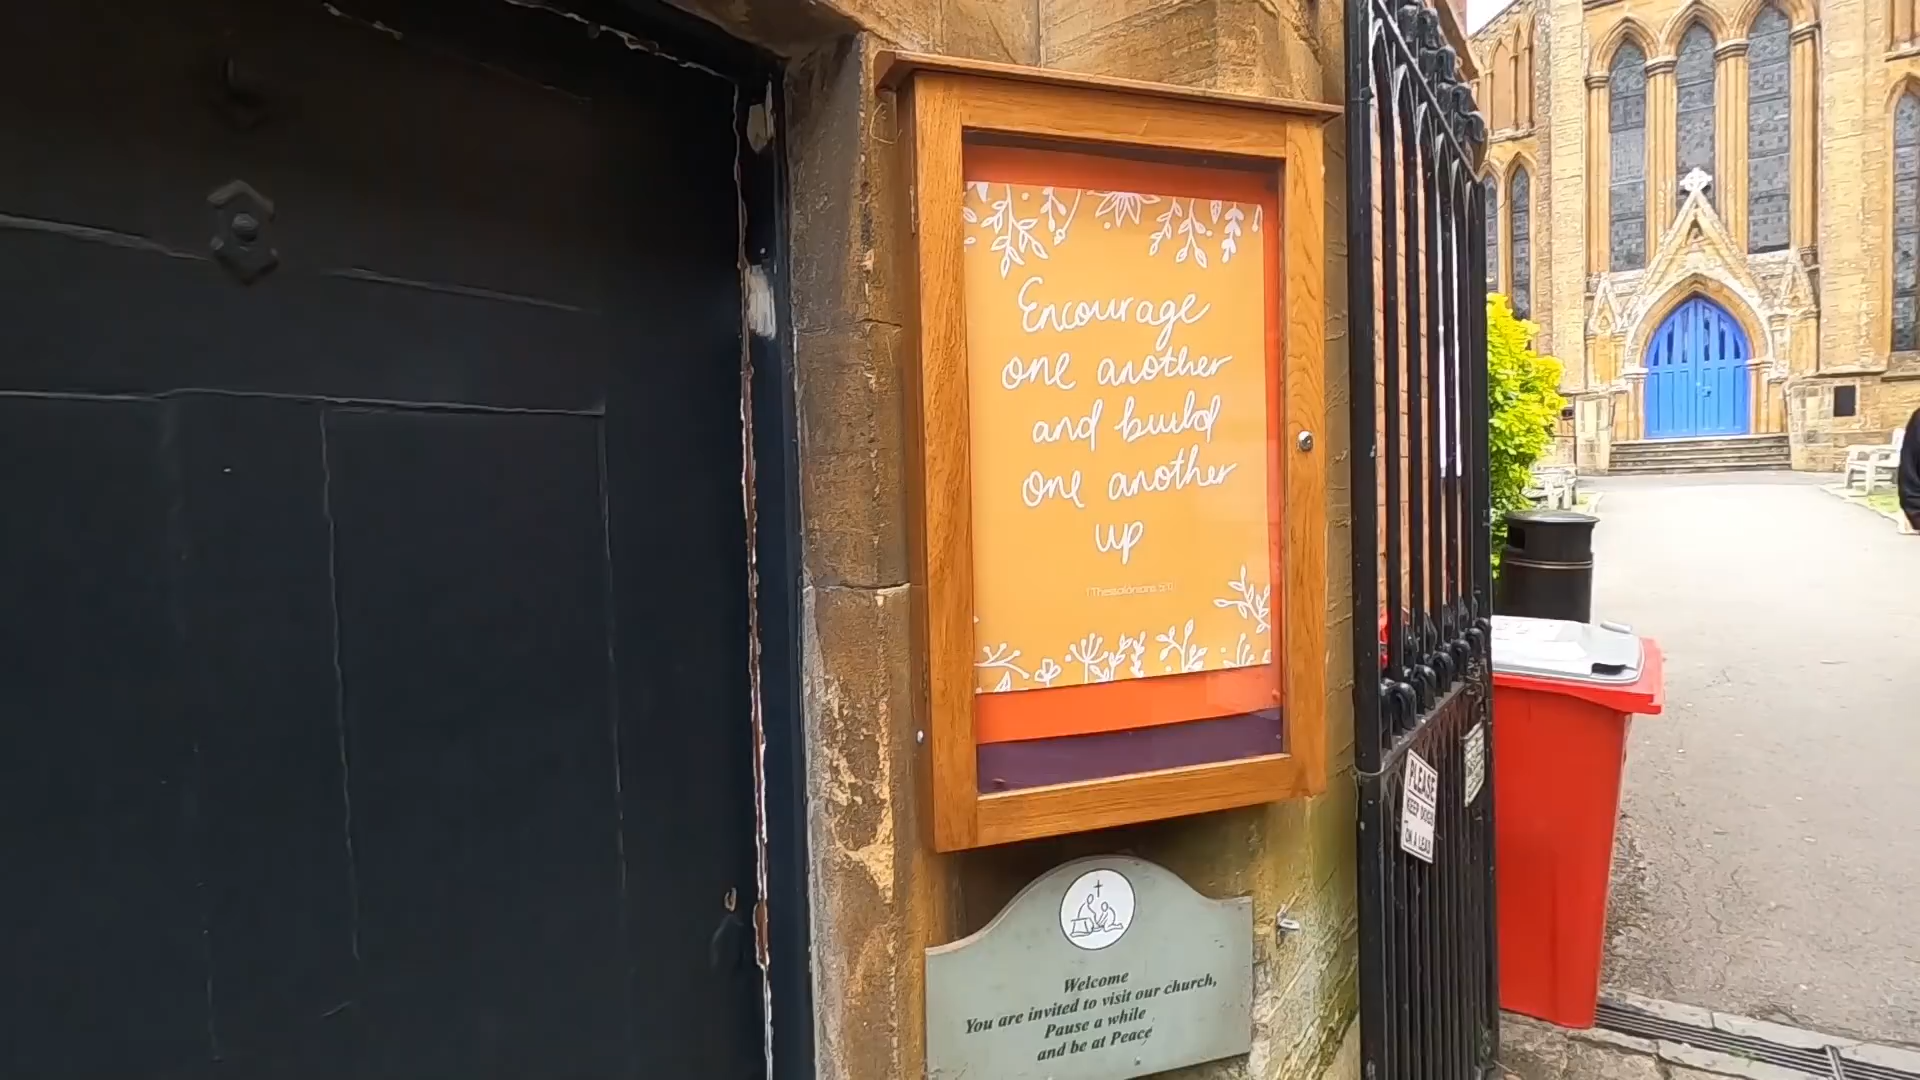 Encourage
one another
and build
one another
up
1 Thessalonians 5:11
PLEASE
KEEP DOGS
ON A LEAD
Welcome
You are invited to visit our church,
Pause a while
and be at Peace